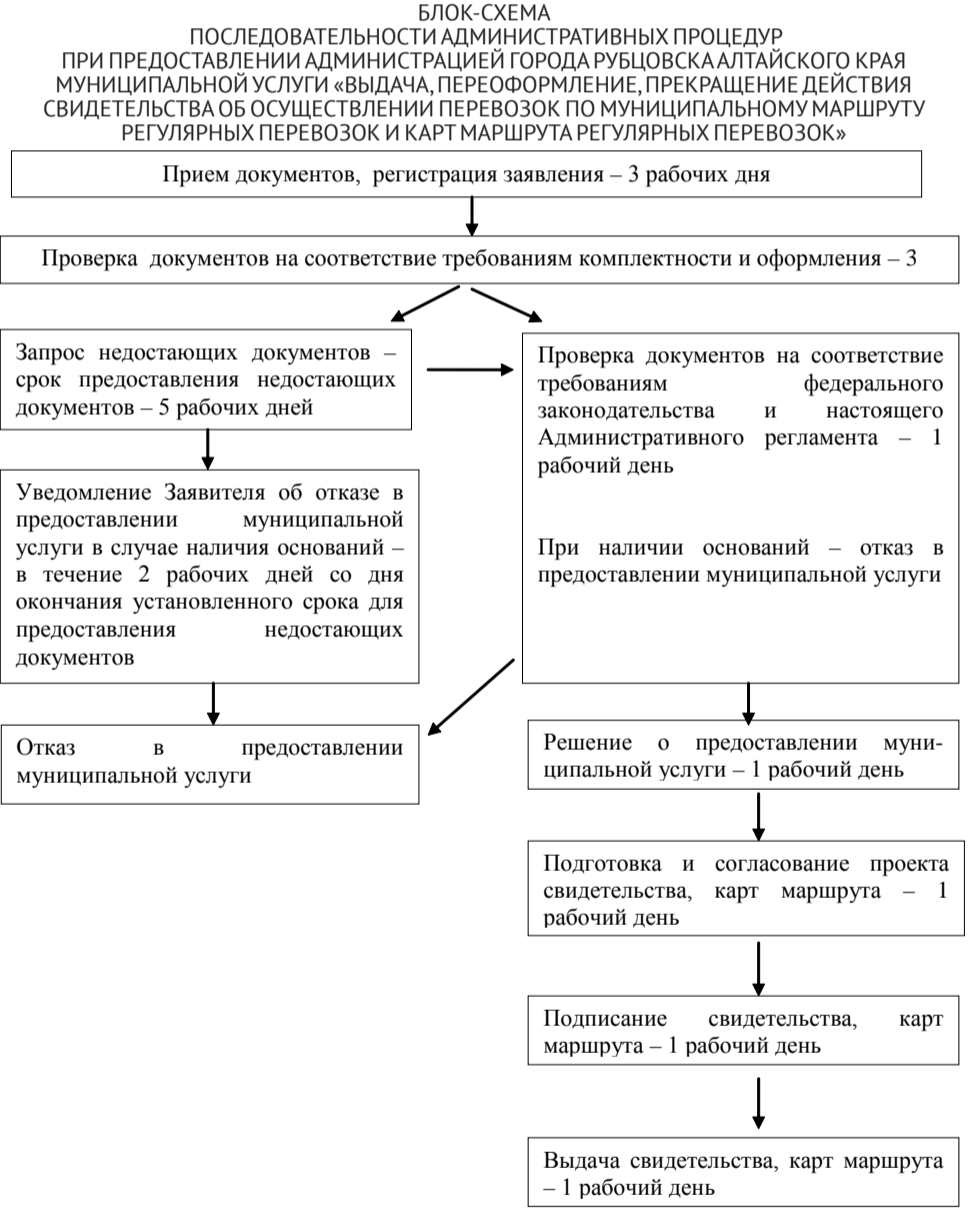 БЛОК-СХЕМА
ПОСЛЕДОВАТЕЛЬНОСТИ АДМИНИСТРАТИВНЫХ ПРОЦЕДУР
ПРИ ПРЕДОСТАВЛЕНИИ АДМИНИСТРАЦИЕЙ ГОРОДА РУБЦОВСКА АЛТАЙСКОГО КРАЯ
МУНИЦИПАЛЬНОЙ УСЛУГИ «ВЫДАЧА, ПЕРЕОФОРМЛЕНИЕ, ПРЕКРАЩЕНИЕ ДЕЙСТВИЯ
СВИДЕТЕЛЬСТВА ОБ ОСУЩЕСТВЛЕНИИ ПЕРЕВОЗОК ПО МУНИЦИПАЛЬНОМУ МАРШРУТУ
РЕГУЛЯРНЫХ ПЕРЕВОЗОК И КАРТ МАРШРУТА РЕГУЛЯРНЫХ ПЕРЕВОЗОК»
Прием документов, регистрация заявления – 3 рабочих дня
Проверка документов на соответствие требованиям комплектности и оформления – 3
Запрос недостающих документов –
срок предоставления недостающих
документов – 5 рабочих дней
Проверка документов на соответствие
требованиям федерального
законодательства и настоящего
Административного регламента – 1
рабочий день
При наличии оснований – отказ в
предоставлении муниципальной услуги
Уведомление Заявителя об отказе в
предоставлении муниципальной
услуги в случае наличия оснований –
в течение 2 рабочих дней со дня
окончания установленного срока для
предоставления недостающих
документов
Отказ в предоставлении
муниципальной услуги
Решение о предоставлении муни-
ципальной услуги – 1 рабочий день
Подготовка и согласование проекта
свидетельства, карт маршрута – 1
рабочий день
Подписание свидетельства, карт
маршрута – 1 рабочий день
Выдача свидетельства, карт маршрута
– 1 рабочий день